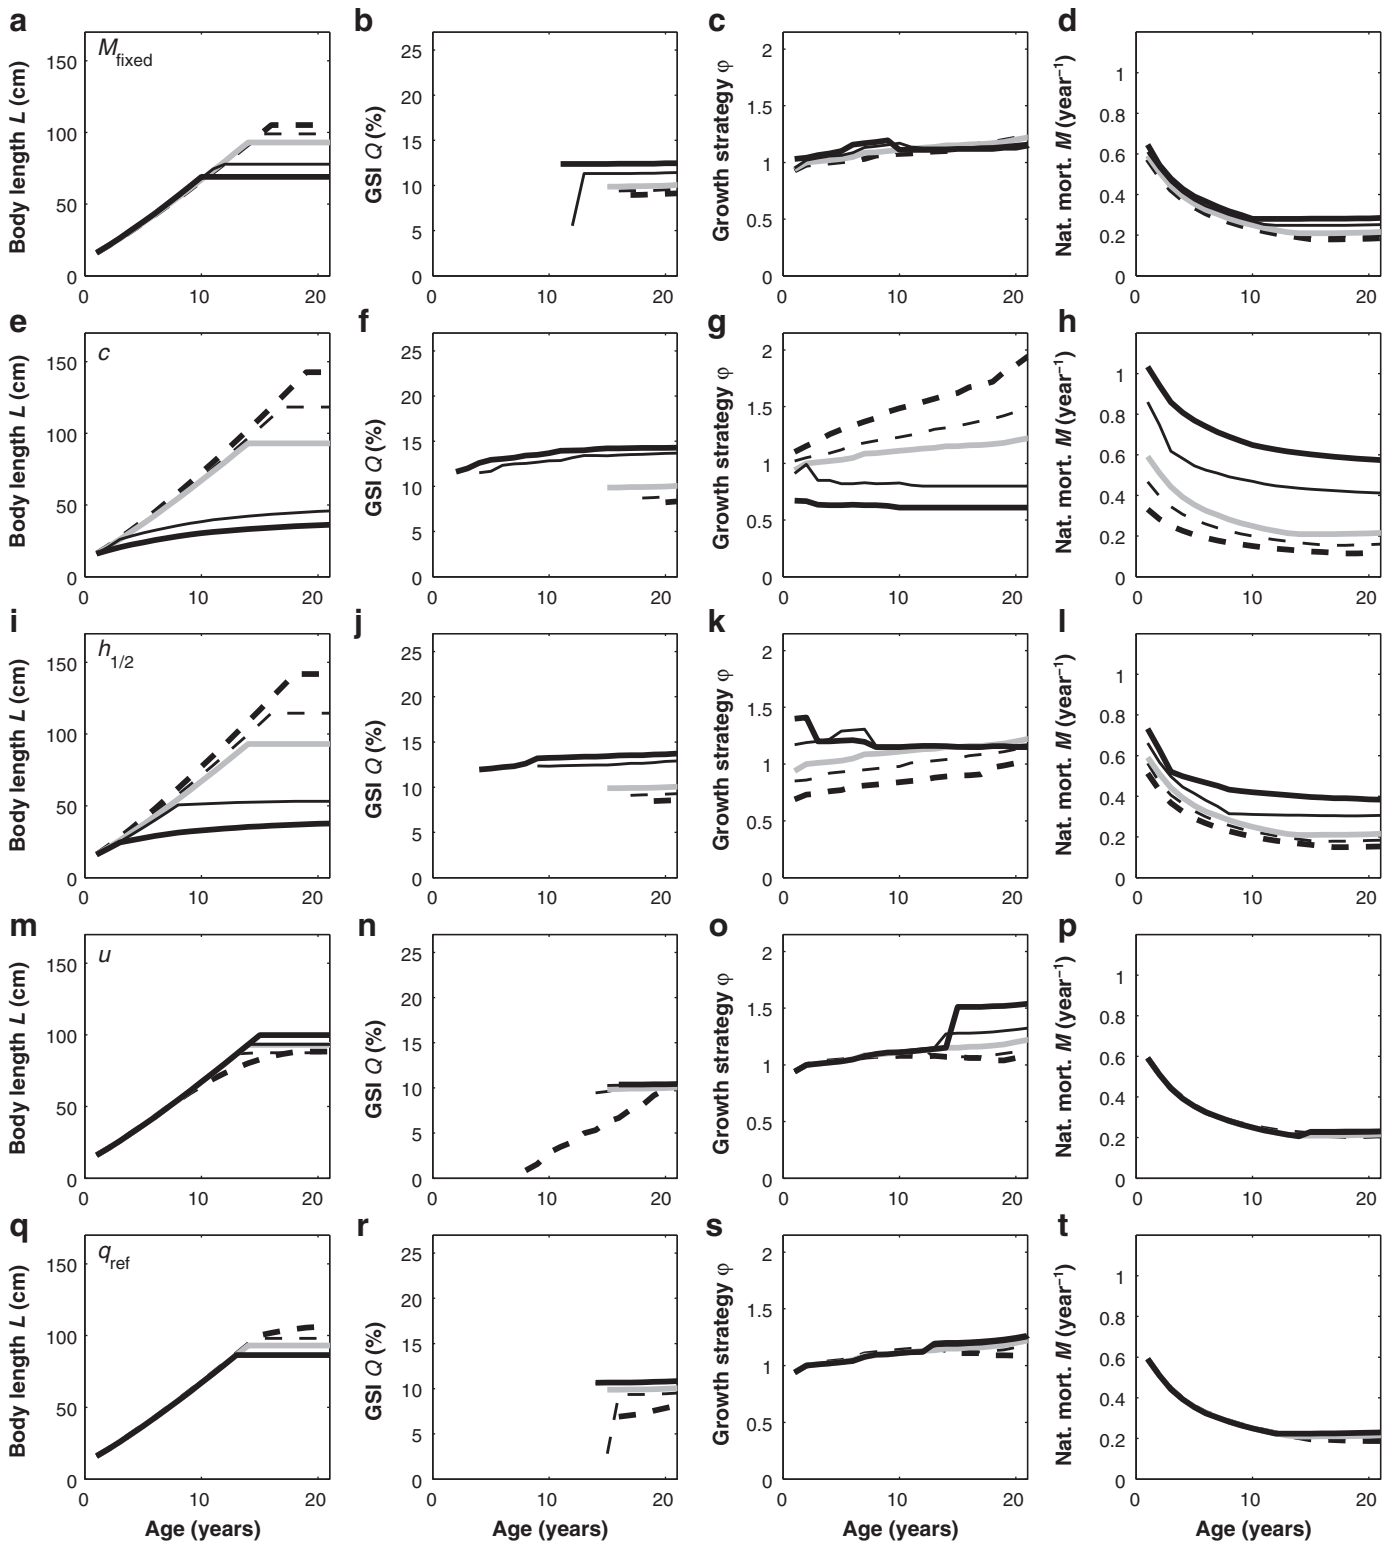 a b c d
M_fixed
Body length L (cm)
150
100
50
0
0 10 20
GSI Q (%)
25
20
15
10
5
0
0 10 20
Growth strategy φ
2
1.5
1
0.5
0
0 10 20
Nat. mort. M (year⁻¹)
1
0.8
0.6
0.4
0.2
0
0 10 20
e f g h
c
Body length L (cm)
150
100
50
0
0 10 20
GSI Q (%)
25
20
15
10
5
0
0 10 20
Growth strategy φ
2
1.5
1
0.5
0
0 10 20
Nat. mort. M (year⁻¹)
1
0.8
0.6
0.4
0.2
0
0 10 20
i j k l
h_1/2
Body length L (cm)
150
100
50
0
0 10 20
GSI Q (%)
25
20
15
10
5
0
0 10 20
Growth strategy φ
2
1.5
1
0.5
0
0 10 20
Nat. mort. M (year⁻¹)
1
0.8
0.6
0.4
0.2
0
0 10 20
m n o p
u
Body length L (cm)
150
100
50
0
0 10 20
GSI Q (%)
25
20
15
10
5
0
0 10 20
Growth strategy φ
2
1.5
1
0.5
0
0 10 20
Nat. mort. M (year⁻¹)
1
0.8
0.6
0.4
0.2
0
0 10 20
q r s t
q_ref
Body length L (cm)
150
100
50
0
0 10 20
Age (years)
GSI Q (%)
25
20
15
10
5
0
0 10 20
Age (years)
Growth strategy φ
2
1.5
1
0.5
0
0 10 20
Age (years)
Nat. mort. M (year⁻¹)
1
0.8
0.6
0.4
0.2
0
0 10 20
Age (years)